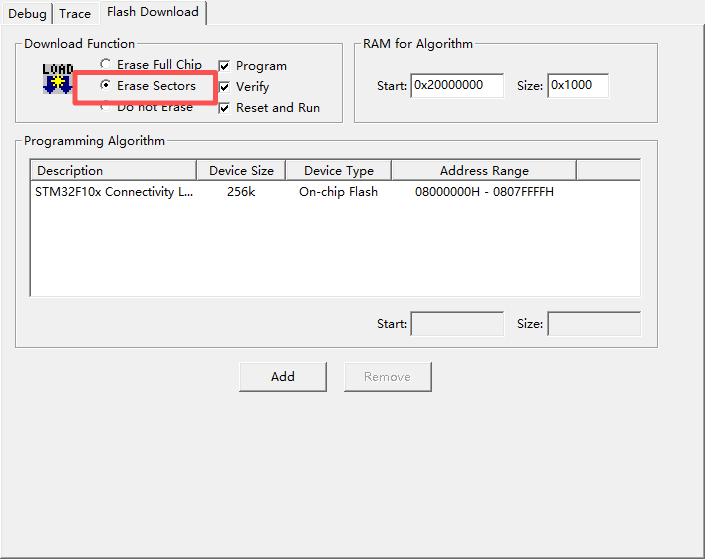 Debug Trace Flash Download
Download Function
LOAD
Erase Full Chip Program
Erase Sectors Verify
Do not Erase Reset and Run
RAM for Algorithm
Start: 0x20000000 Size: 0x1000
Programming Algorithm
Description Device Size Device Type Address Range
STM32F10x Connectivity L... 256k On-chip Flash 08000000H - 0807FFFFH
Start: Size:
Add Remove